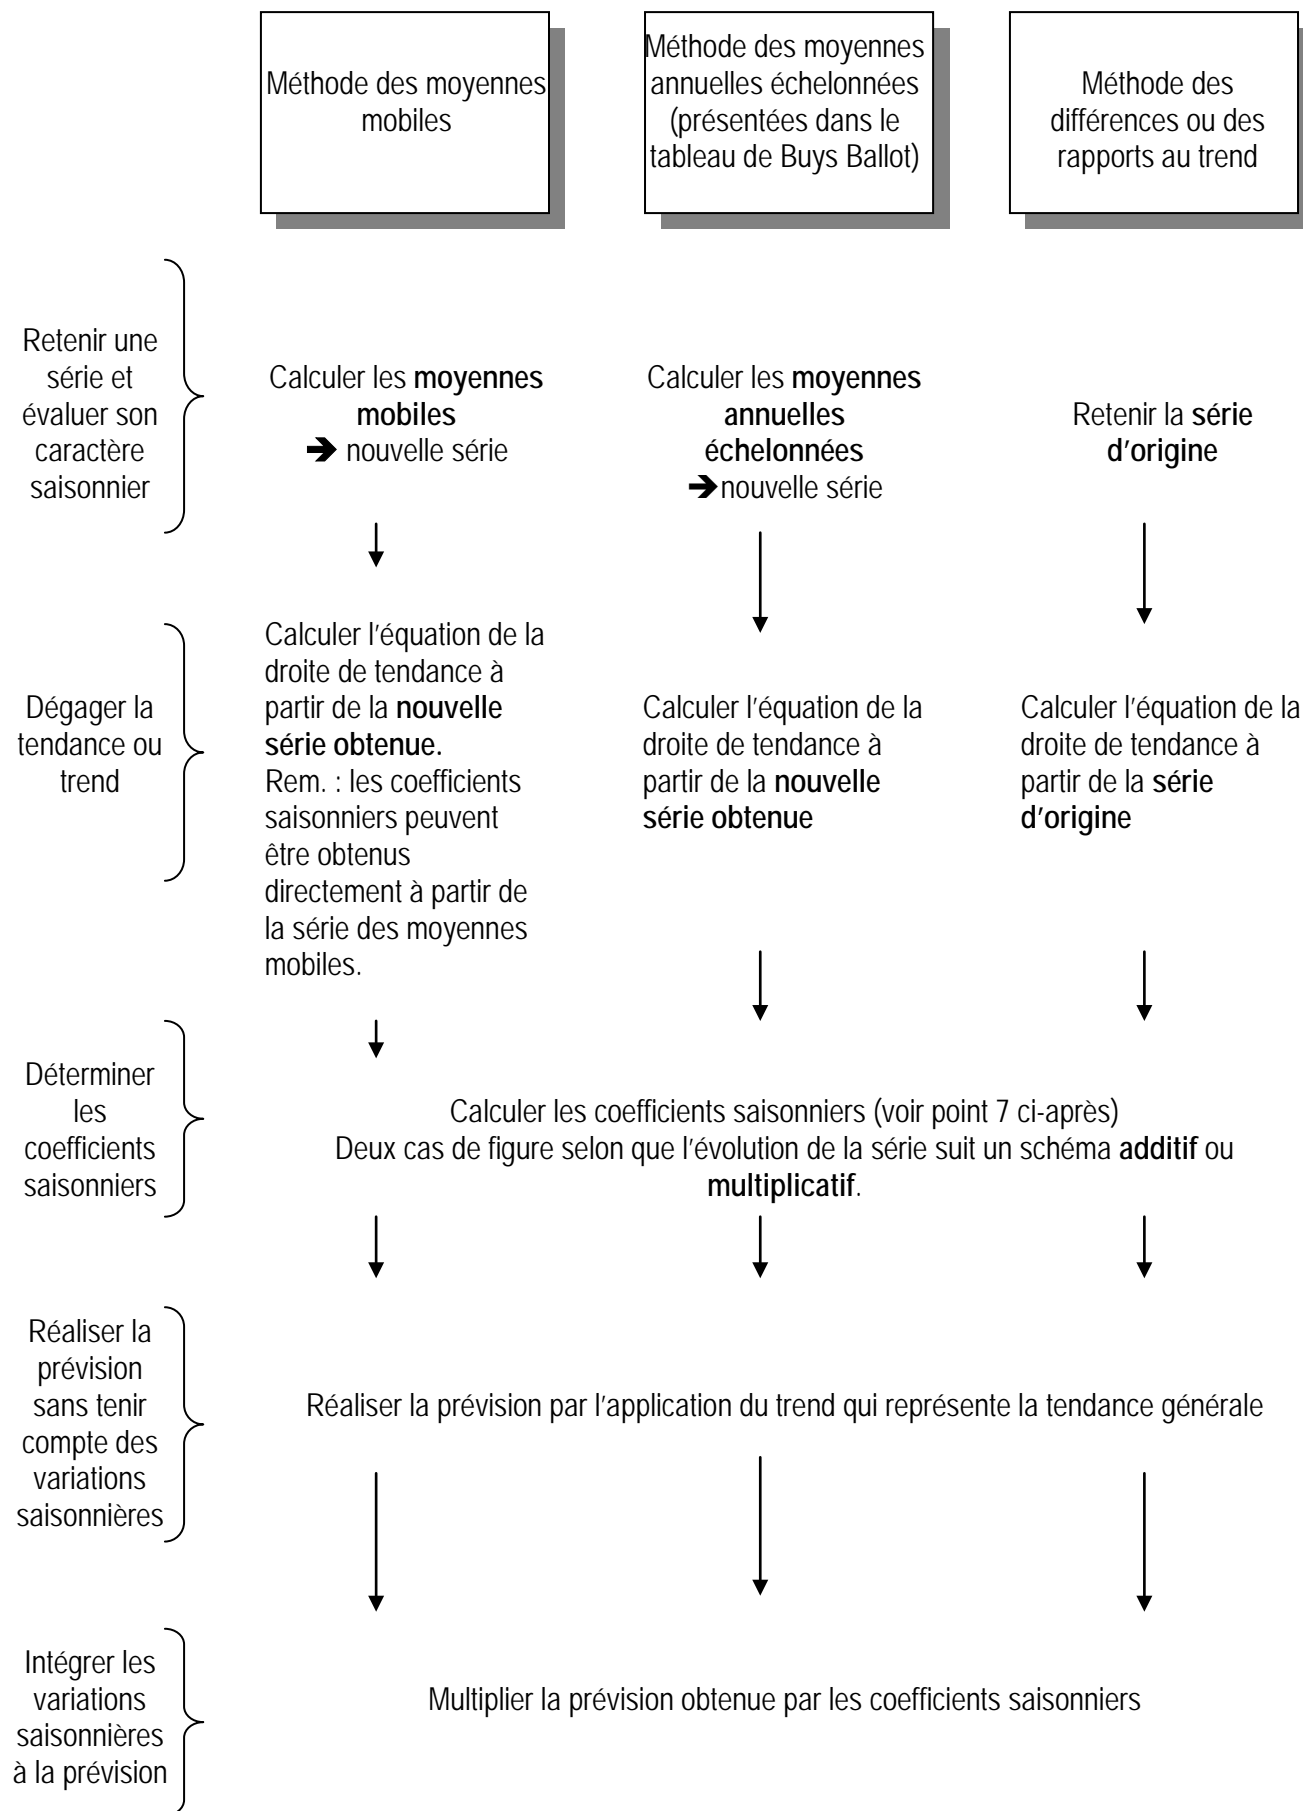 Méthode des moyennes
mobiles
Méthode des moyennes
annuelles échelonnées
(présentées dans le
tableau de Buys Ballot)
Méthode des
différences ou des
rapports au trend
Retenir une
série et
évaluer son
caractère
saisonnier
Calculer les moyennes
mobiles
➔ nouvelle série
Calculer les moyennes
annuelles
échelonnées
➔nouvelle série
Retenir la série
d’origine
Dégager la
tendance ou
trend
Calculer l’équation de la
droite de tendance à
partir de la nouvelle
série obtenue.
Rem. : les coefficients
saisonniers peuvent
être obtenus
directement à partir de
la série des moyennes
mobiles.
Calculer l’équation de la
droite de tendance à
partir de la nouvelle
série obtenue
Calculer l’équation de la
droite de tendance à
partir de la série
d’origine
Déterminer
les
coefficients
saisonniers
Calculer les coefficients saisonniers (voir point 7 ci-après)
Deux cas de figure selon que l’évolution de la série suit un schéma additif ou
multiplicatif.
Réaliser la
prévision
sans tenir
compte des
variations
saisonnières
Réaliser la prévision par l’application du trend qui représente la tendance générale
Intégrer les
variations
saisonnières
à la prévision
Multiplier la prévision obtenue par les coefficients saisonniers